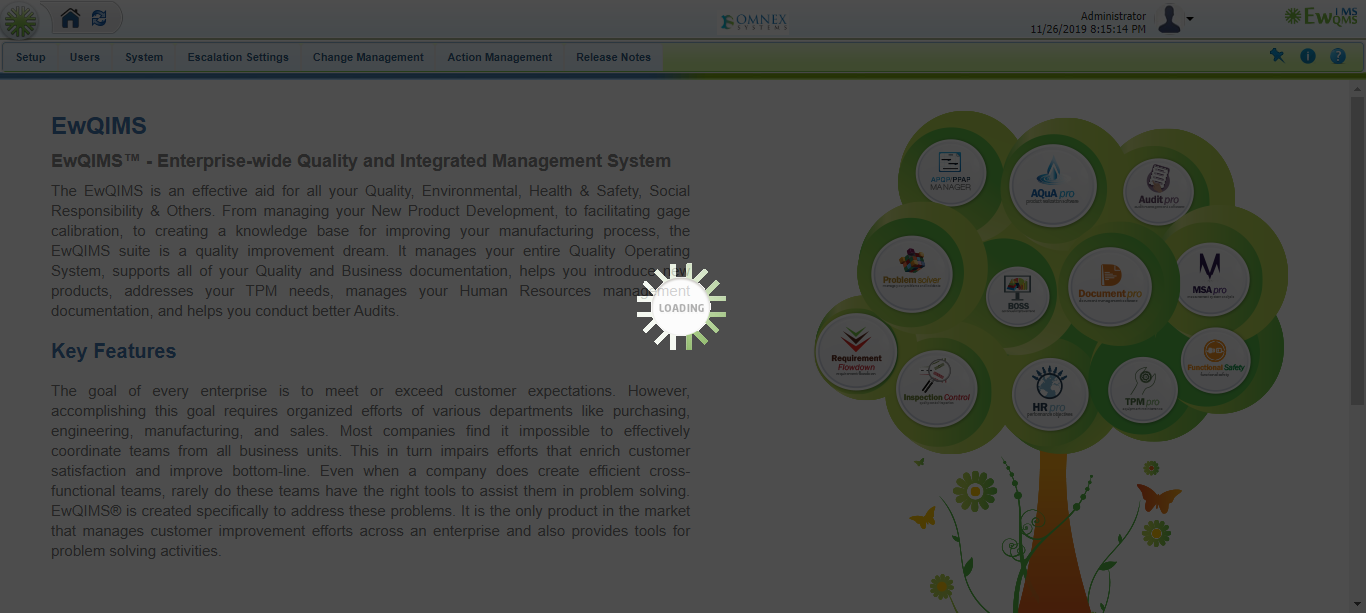 OMNEX
SYSTEMS
Administrator
11/26/2019 8:15:14 PM
EwIMS
QMS
Setup Users System Escalation Settings Change Management Action Management Release Notes
EwQIMS
EwQIMS™ - Enterprise-wide Quality and Integrated Management System
The EwQIMS is an effective aid for all your Quality, Environmental, Health & Safety, Social
Responsibility & Others. From managing your New Product Development, to facilitating gage
calibration, to creating a knowledge base for improving your manufacturing process, the
EwQIMS suite is a quality improvement dream. It manages your entire Quality Operating
System, supports all of your Quality and Business documentation, helps you introduce new
products, addresses your TPM needs, manages your Human Resources management
documentation, and helps you conduct better Audits.
LOADING
Key Features
The goal of every enterprise is to meet or exceed customer expectations. However,
accomplishing this goal requires organized efforts of various departments like purchasing,
engineering, manufacturing, and sales. Most companies find it impossible to effectively
coordinate teams from all business units. This in turn impairs efforts that enrich customer
satisfaction and improve bottom-line. Even when a company does create efficient cross-
functional teams, rarely do these teams have the right tools to assist them in problem solving.
EwQIMS® is created specifically to address these problems. It is the only product in the market
that manages customer improvement efforts across an enterprise and also provides tools for
problem solving activities.
APQP/PPAP
MANAGER
AQuA pro
Audit pro
Problem solver
BOSS
Document pro
MSA pro
Requirement
Flowdown
Inspection Control
HR pro
TPM pro
Functional Safety